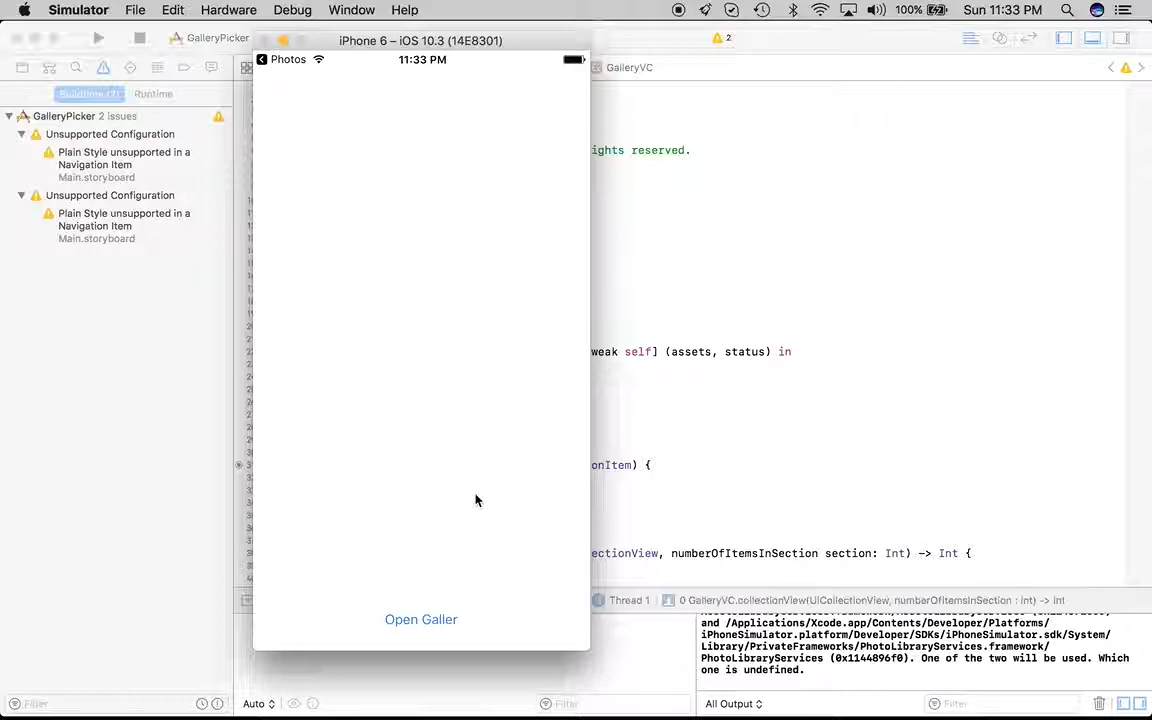 Simulator File Edit Hardware Debug Window Help 100% Sun 11:33 PM
GalleryPicker 2
iPhone 6 – iOS 10.3 (14E8301)
Photos 11:33 PM
GalleryVC
Buildtime (2) Runtime
GalleryPicker 2 issues
Unsupported Configuration
Plain Style unsupported in a
Navigation Item
Main.storyboard
Unsupported Configuration
Plain Style unsupported in a
Navigation Item
Main.storyboard
ights reserved.
weak self] (assets, status) in
onItem) {
ectionView, numberOfItemsInSection section: Int) -> Int {
Open Galler
Thread 1 0 GalleryVC.collectionView(UICollectionView, numberOfItemsInSection : Int) -> Int
and /Applications/Xcode.app/Contents/Developer/Platforms/
iPhoneSimulator.platform/Developer/SDKs/iPhoneSimulator.sdk/System/
Library/PrivateFrameworks/PhotoLibraryServices.framework/
PhotoLibraryServices (0x1144896f0). One of the two will be used. Which
one is undefined.
Filter Auto Filter All Output Filter